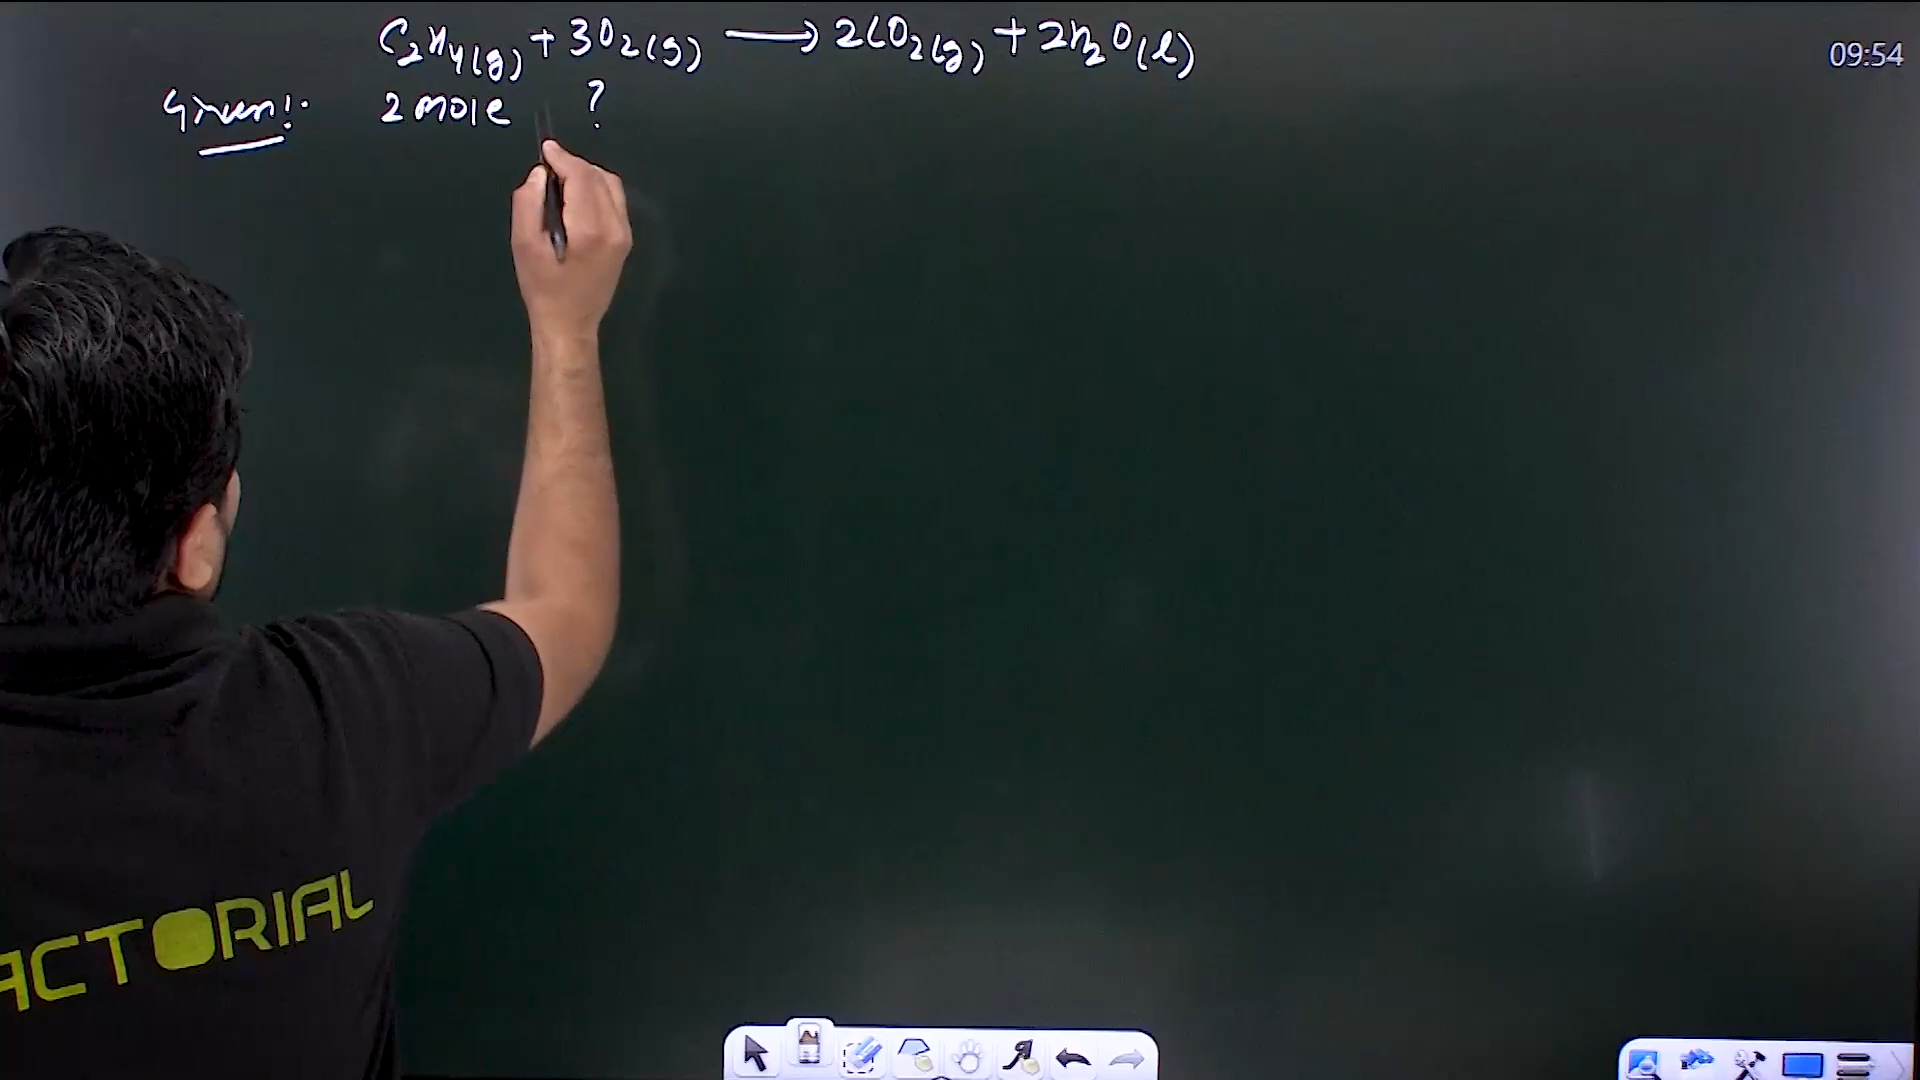 C₂H₄(g) + 3O₂(g) ⟶ 2CO₂(g) + 2H₂O(l)
09:54
Given:- 2 mole ?
ACTORIAL